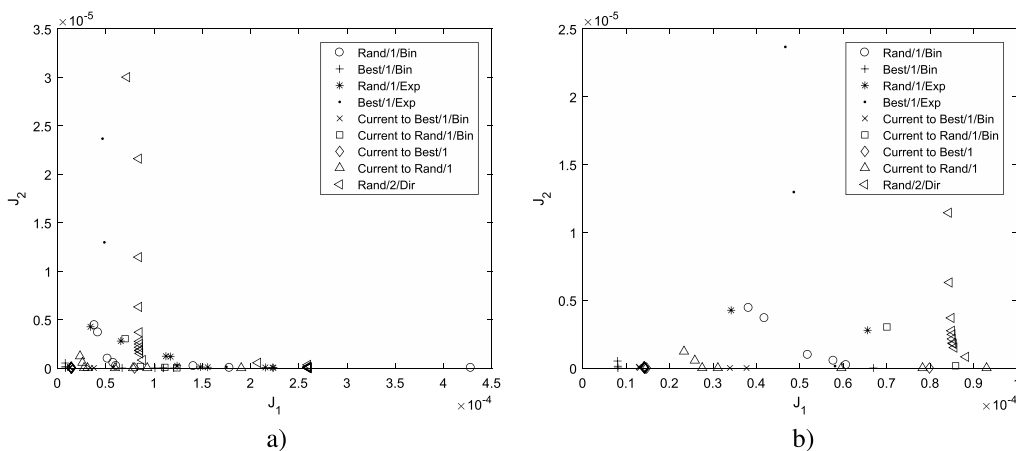 ×10⁻⁵
3.5
3
2.5
2
1.5
1
0.5
0
J₂
Rand/1/Bin
Best/1/Bin
Rand/1/Exp
Best/1/Exp
Current to Best/1/Bin
Current to Rand/1/Bin
Current to Best/1
Current to Rand/1
Rand/2/Dir
0 0.5 1 1.5 2 2.5 3 3.5 4 4.5
J₁
×10⁻⁴
a)
×10⁻⁵
2.5
2
1.5
1
0.5
0
J₂
Rand/1/Bin
Best/1/Bin
Rand/1/Exp
Best/1/Exp
Current to Best/1/Bin
Current to Rand/1/Bin
Current to Best/1
Current to Rand/1
Rand/2/Dir
0 0.1 0.2 0.3 0.4 0.5 0.6 0.7 0.8 0.9 1
J₁
×10⁻⁴
b)